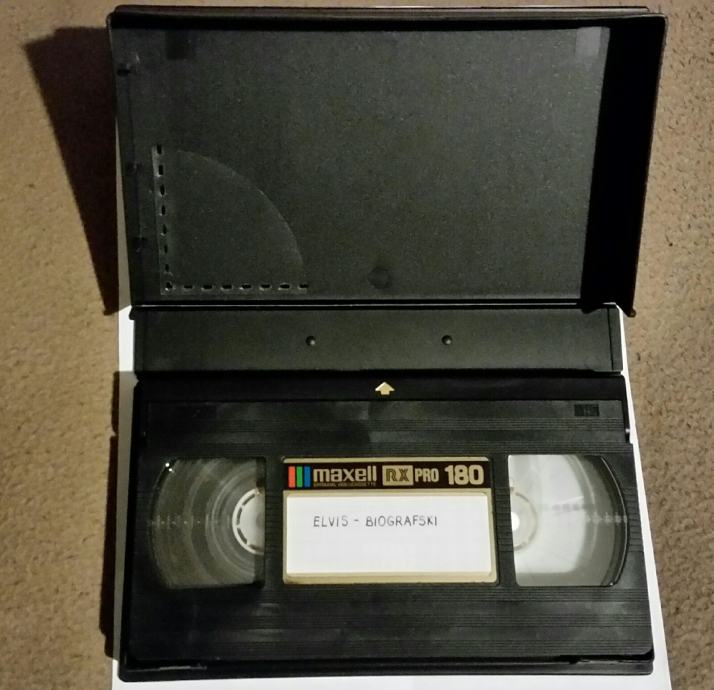 maxell RX PRO 180
ELVIS - BIOGRAFSKI